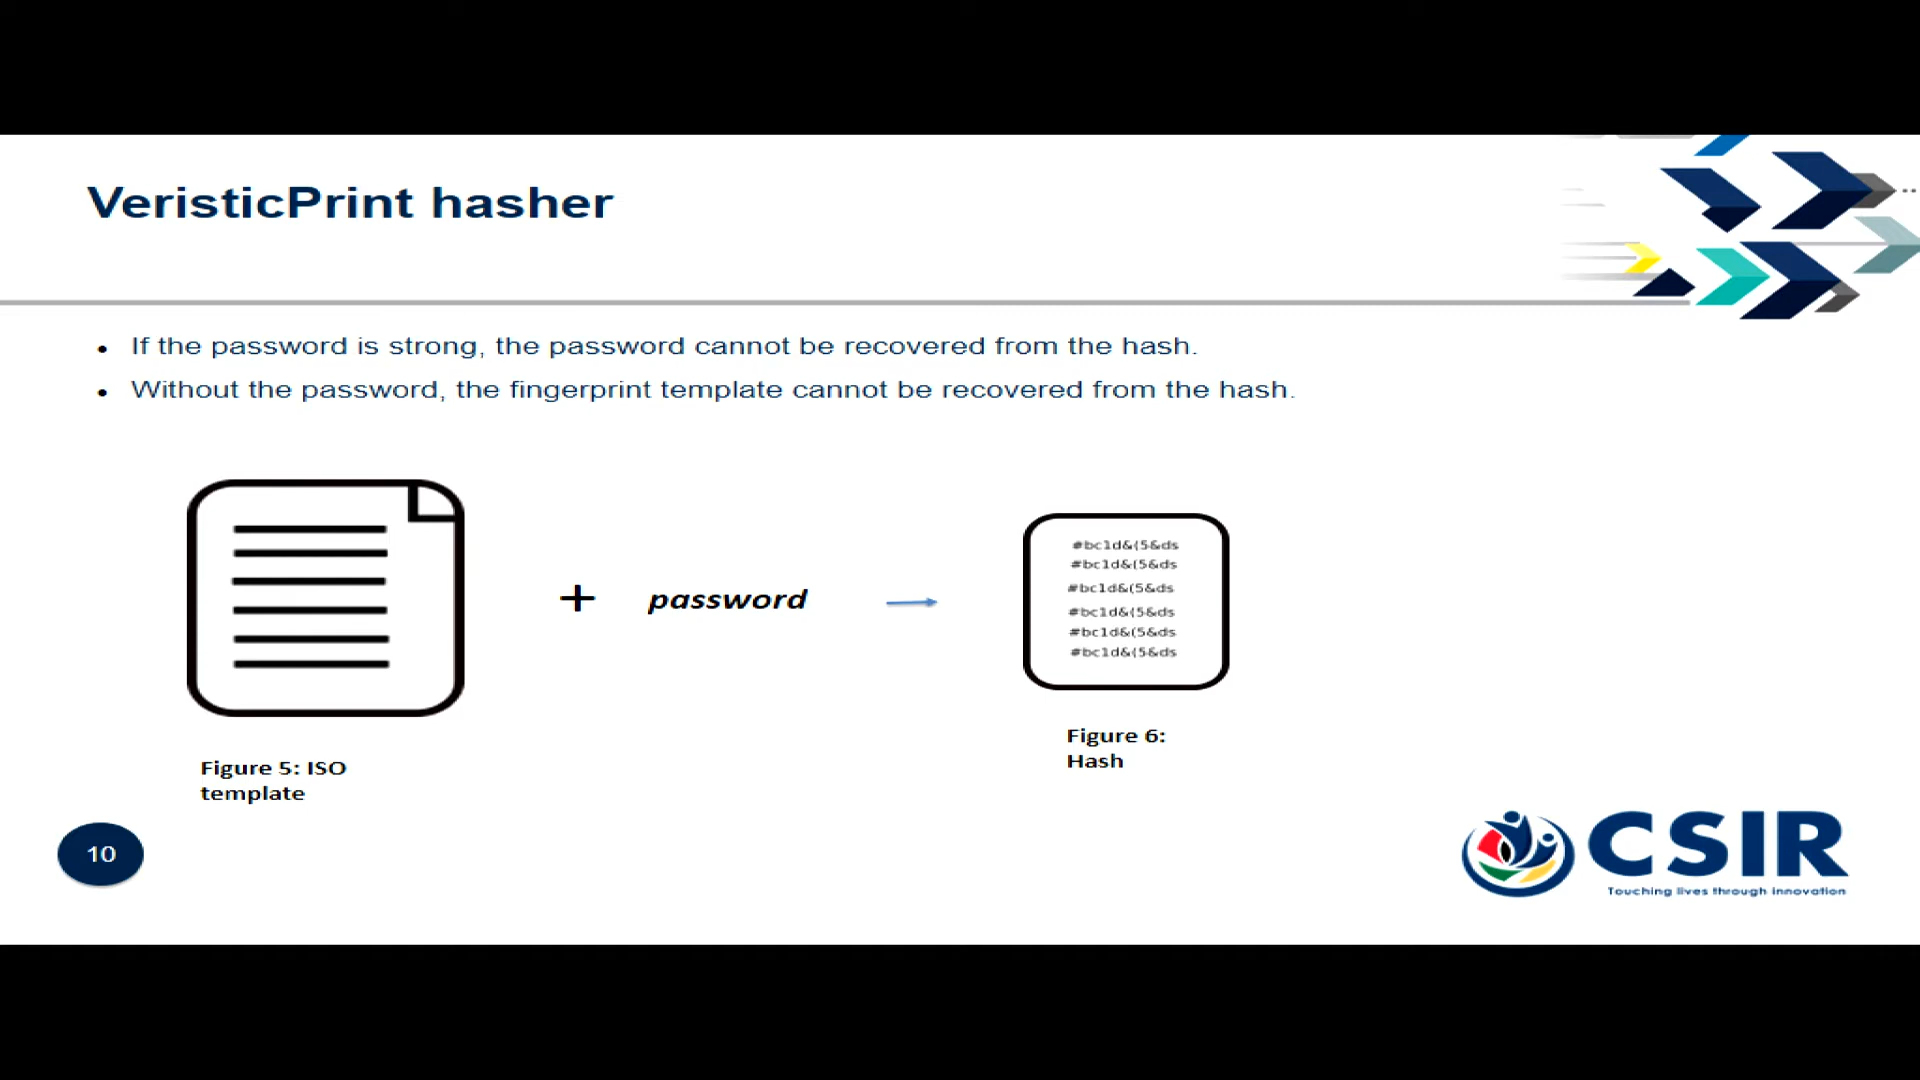 VeristicPrint hasher
• If the password is strong, the password cannot be recovered from the hash.
• Without the password, the fingerprint template cannot be recovered from the hash.
+ password
#bc1d&(5&ds
#bc1d&(5&ds
#bc1d&(5&ds
#bc1d&(5&ds
#bc1d&(5&ds
#bc1d&(5&ds
Figure 5: ISO
template
Figure 6:
Hash
10
CSIR
Touching lives through innovation